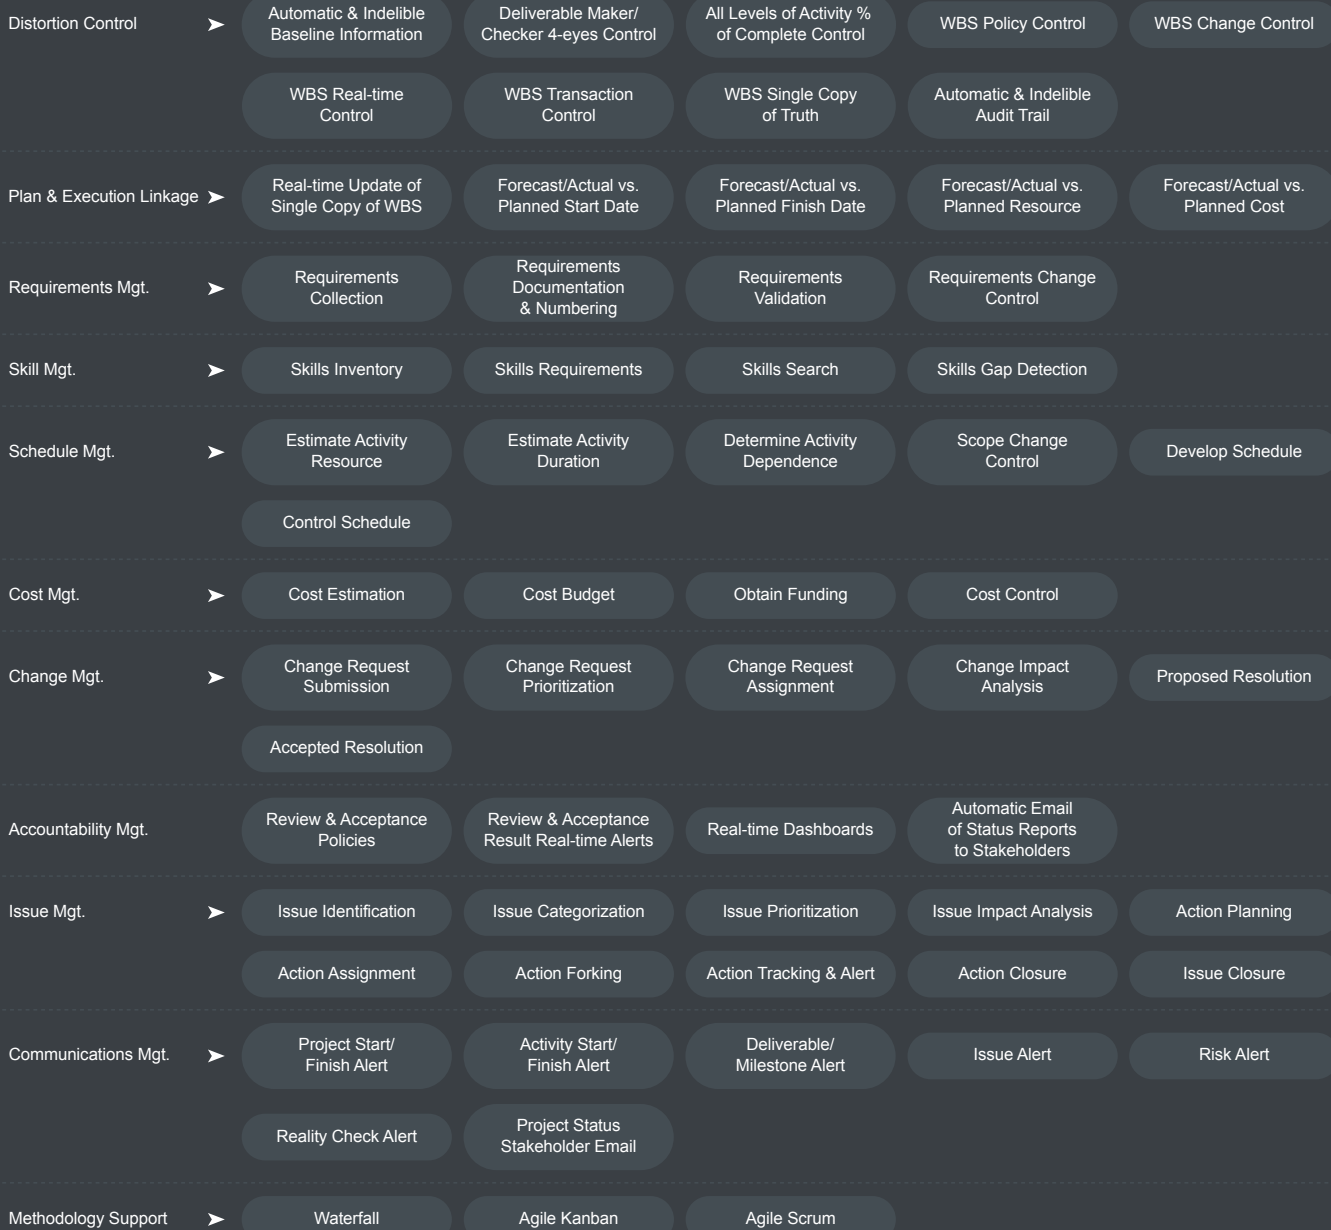 Distortion Control
Automatic & Indelible
Baseline Information
Deliverable Maker/
Checker 4-eyes Control
All Levels of Activity %
of Complete Control
WBS Policy Control
WBS Change Control
WBS Real-time
Control
WBS Transaction
Control
WBS Single Copy
of Truth
Automatic & Indelible
Audit Trail
Plan & Execution Linkage
Real-time Update of
Single Copy of WBS
Forecast/Actual vs.
Planned Start Date
Forecast/Actual vs.
Planned Finish Date
Forecast/Actual vs.
Planned Resource
Forecast/Actual vs.
Planned Cost
Requirements Mgt.
Requirements
Collection
Requirements
Documentation
& Numbering
Requirements
Validation
Requirements Change
Control
Skill Mgt.
Skills Inventory
Skills Requirements
Skills Search
Skills Gap Detection
Schedule Mgt.
Estimate Activity
Resource
Estimate Activity
Duration
Determine Activity
Dependence
Scope Change
Control
Develop Schedule
Control Schedule
Cost Mgt.
Cost Estimation
Cost Budget
Obtain Funding
Cost Control
Change Mgt.
Change Request
Submission
Change Request
Prioritization
Change Request
Assignment
Change Impact
Analysis
Proposed Resolution
Accepted Resolution
Accountability Mgt.
Review & Acceptance
Policies
Review & Acceptance
Result Real-time Alerts
Real-time Dashboards
Automatic Email
of Status Reports
to Stakeholders
Issue Mgt.
Issue Identification
Issue Categorization
Issue Prioritization
Issue Impact Analysis
Action Planning
Action Assignment
Action Forking
Action Tracking & Alert
Action Closure
Issue Closure
Communications Mgt.
Project Start/
Finish Alert
Activity Start/
Finish Alert
Deliverable/
Milestone Alert
Issue Alert
Risk Alert
Reality Check Alert
Project Status
Stakeholder Email
Methodology Support
Waterfall
Agile Kanban
Agile Scrum